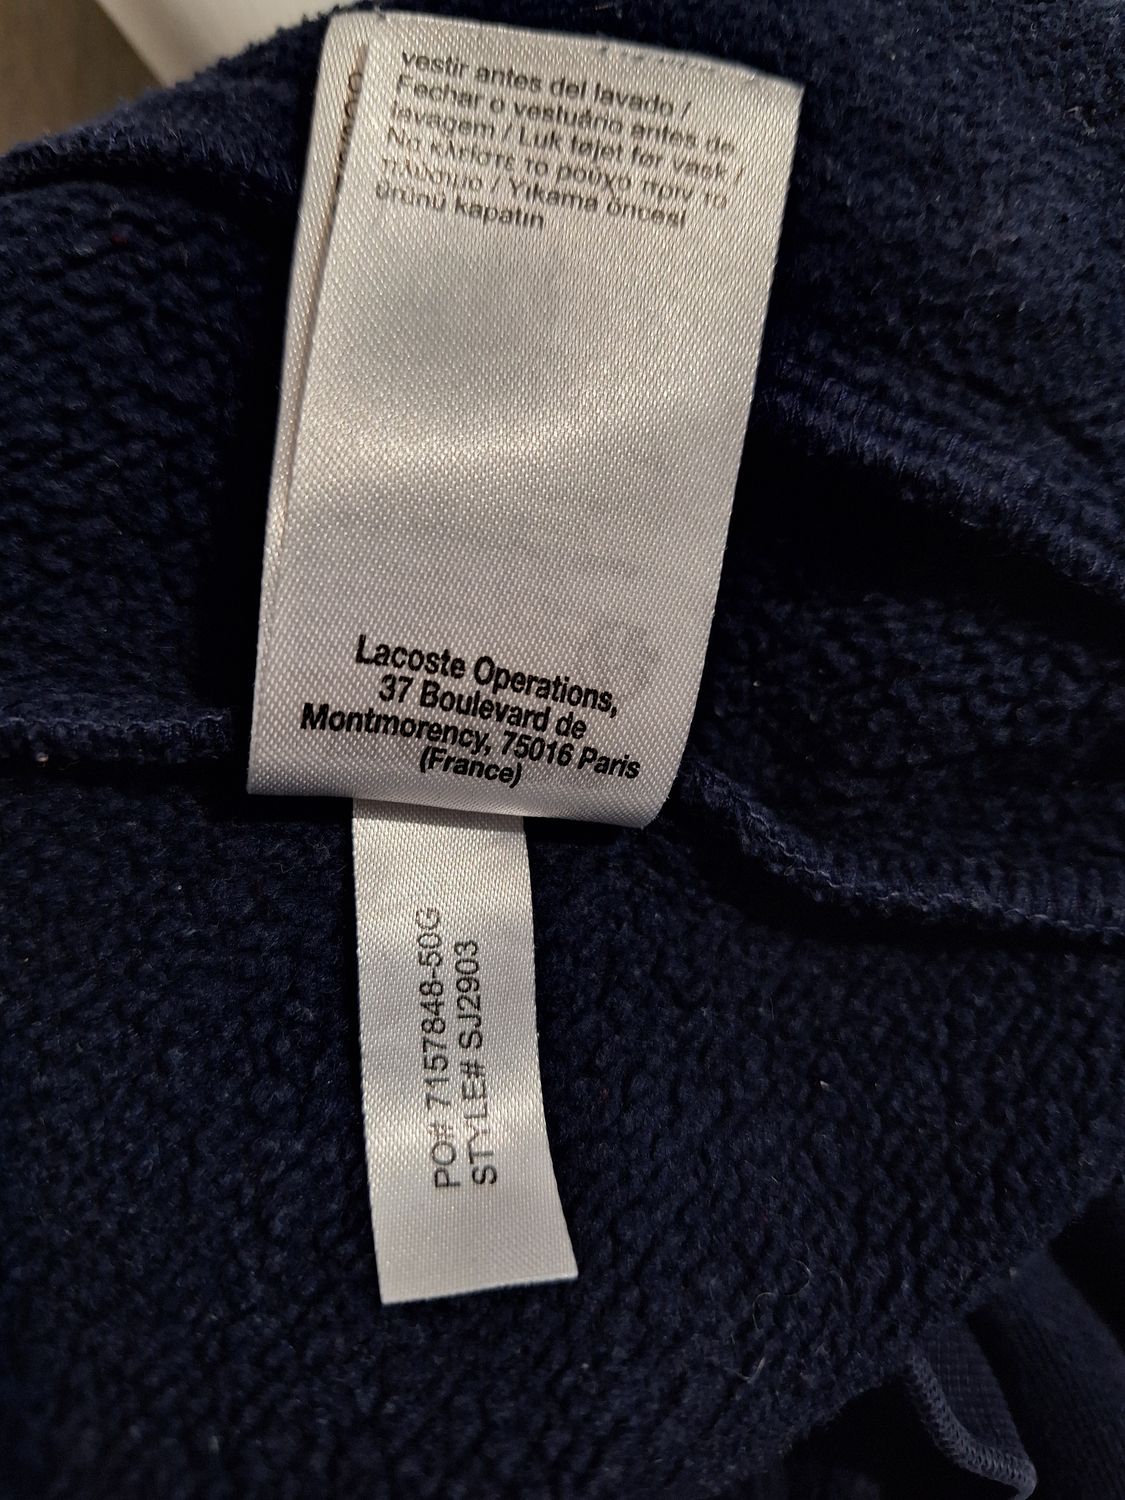 vestir antes del lavado /
Fechar o vestuário antes de
lavagem / Luk tøjet før vask /
Να κλείσετε το ρούχο πριν το
πλύσιμο / Yıkama öncesi
ürünü kapatın
Lacoste Operations,
37 Boulevard de
Montmorency, 75016 Paris
(France)
PO# 7157848-50G
STYLE# SJ2903